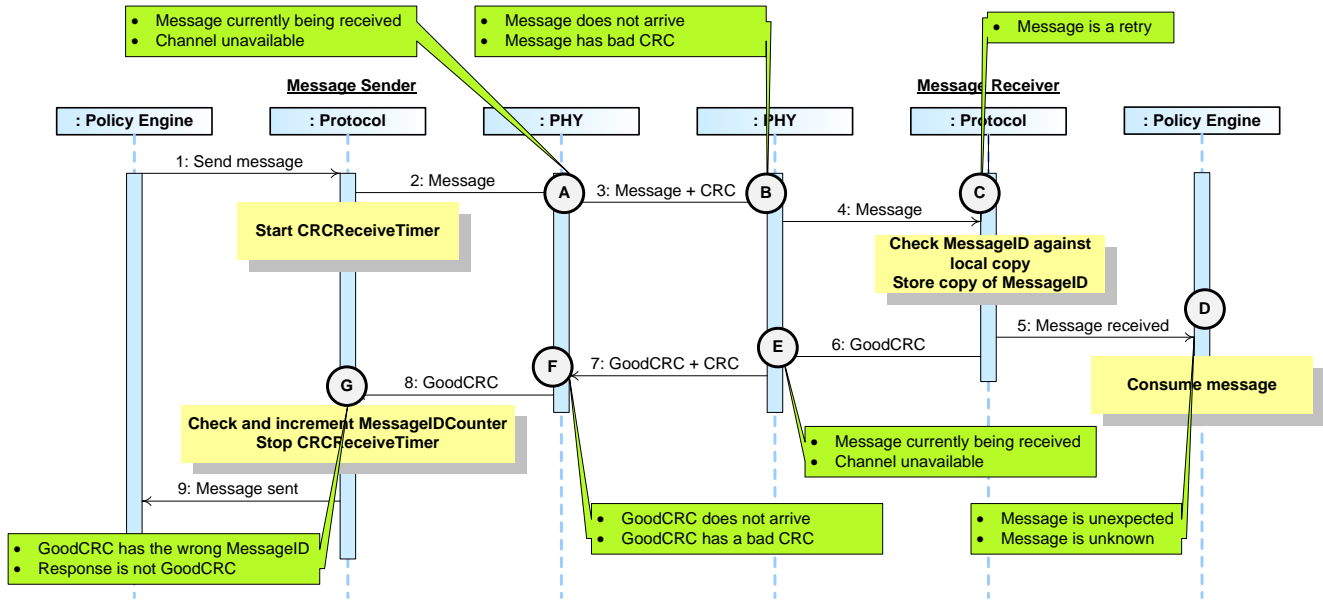 • Message currently being received
• Channel unavailable
• Message does not arrive
• Message has bad CRC
• Message is a retry
Message Sender
Message Receiver
: Policy Engine
: Protocol
: PHY
: PHY
: Protocol
: Policy Engine
1: Send message
2: Message
A
3: Message + CRC
B
4: Message
C
Start CRCReceiveTimer
Check MessageID against
local copy
Store copy of MessageID
D
5: Message received
6: GoodCRC
E
7: GoodCRC + CRC
F
8: GoodCRC
G
Consume message
Check and increment MessageIDCounter
Stop CRCReceiveTimer
• Message currently being received
• Channel unavailable
9: Message sent
• GoodCRC does not arrive
• GoodCRC has a bad CRC
• Message is unexpected
• Message is unknown
• GoodCRC has the wrong MessageID
• Response is not GoodCRC